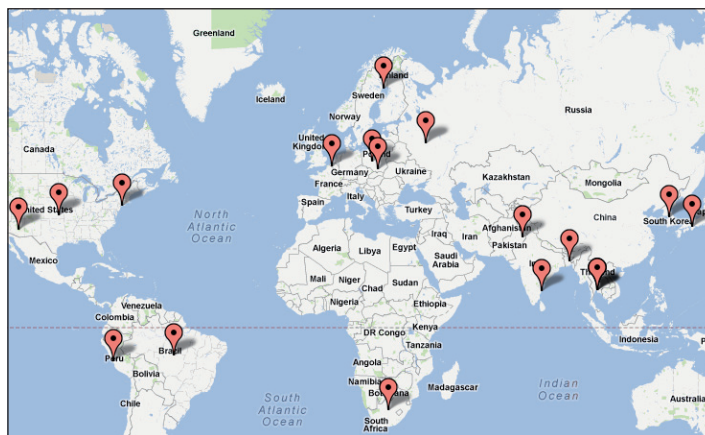 Greenland
Iceland
Finland
Sweden
Norway
Russia
Canada
United
Kingdom
Poland
Germany
Ukraine
Kazakhstan
Mongolia
France
United States
Spain
Italy
Turkey
China
South Korea
North
Atlantic
Ocean
Afghanistan
Iraq
Iran
Pakistan
Mexico
Algeria
Libya
Egypt
Saudi
Arabia
Mali
Niger
Chad
Sudan
Thailand
Venezuela
Nigeria
Ethiopia
Colombia
DR Congo
Kenya
Indonesia
Brazil
Tanzania
Peru
Angola
Bolivia
Namibia
Botswana
Madagascar
Indian
Ocean
Australia
South
Atlantic
Ocean
Chile
South
Africa